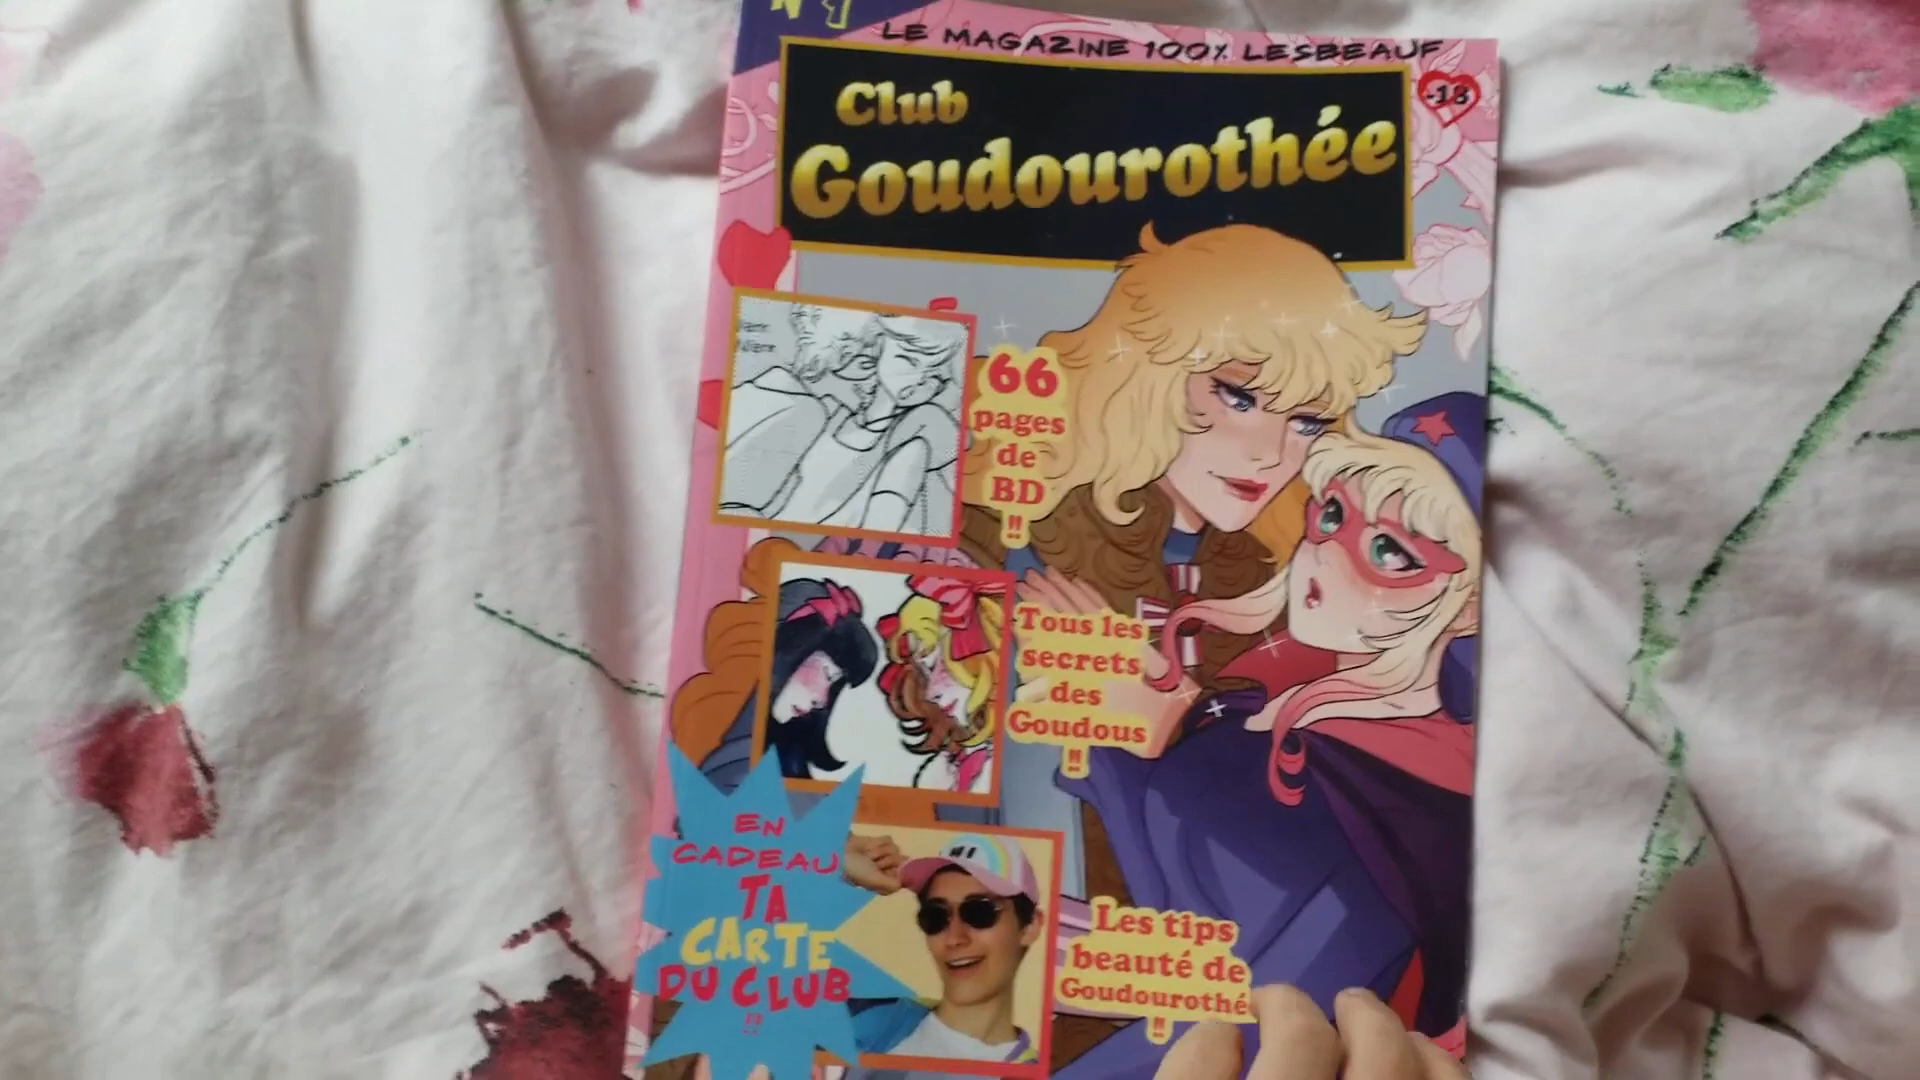 N°1
LE MAGAZINE 100% LESBEAUF
-18
Club
Goudourothée
66
pages
de
BD
!!
Tous les
secrets
des
Goudous
!!
EN
CADEAU
TA
CARTE
DU CLUB
!!
Les tips
beauté de
Goudourothé
!!